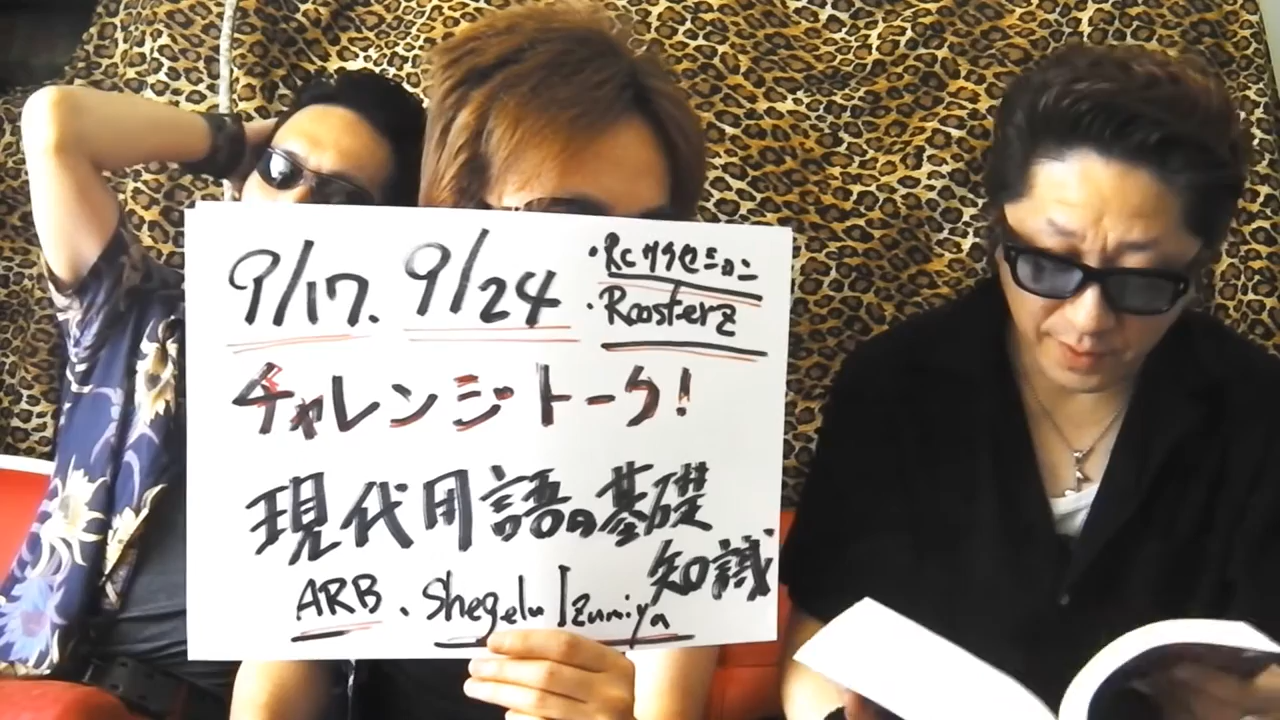 9/17. 9/24
・RCサクセション
・Roosterz
チャレンジトーク!
現代用語の基礎
知識
ARB、Shegelu Izumiya